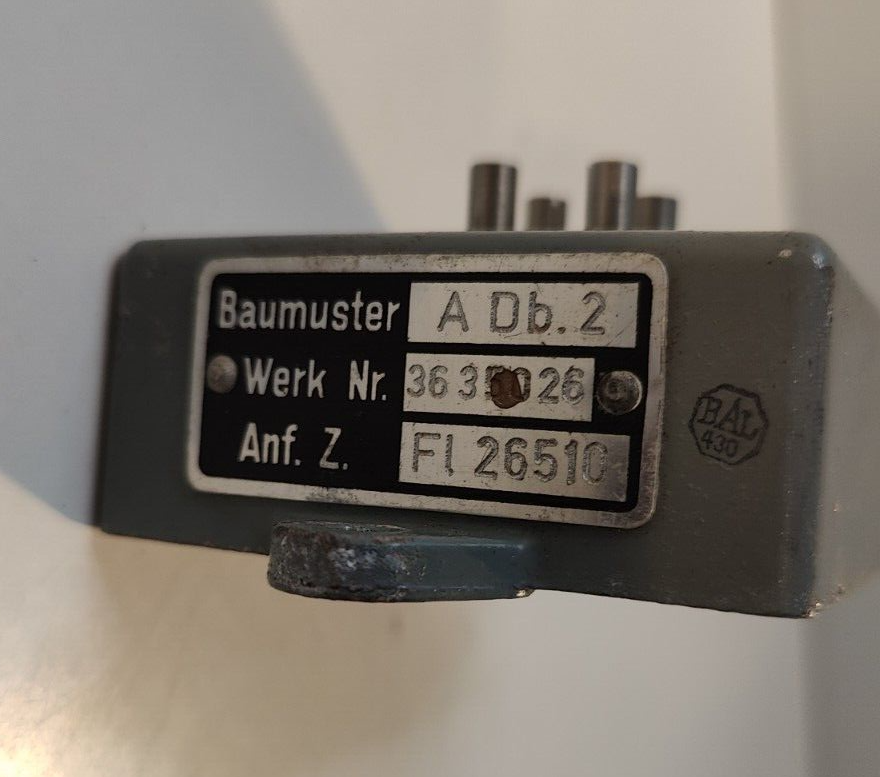 Baumuster A Db. 2
Werk Nr.
Anf. Z. Fl 26510
BAL
430